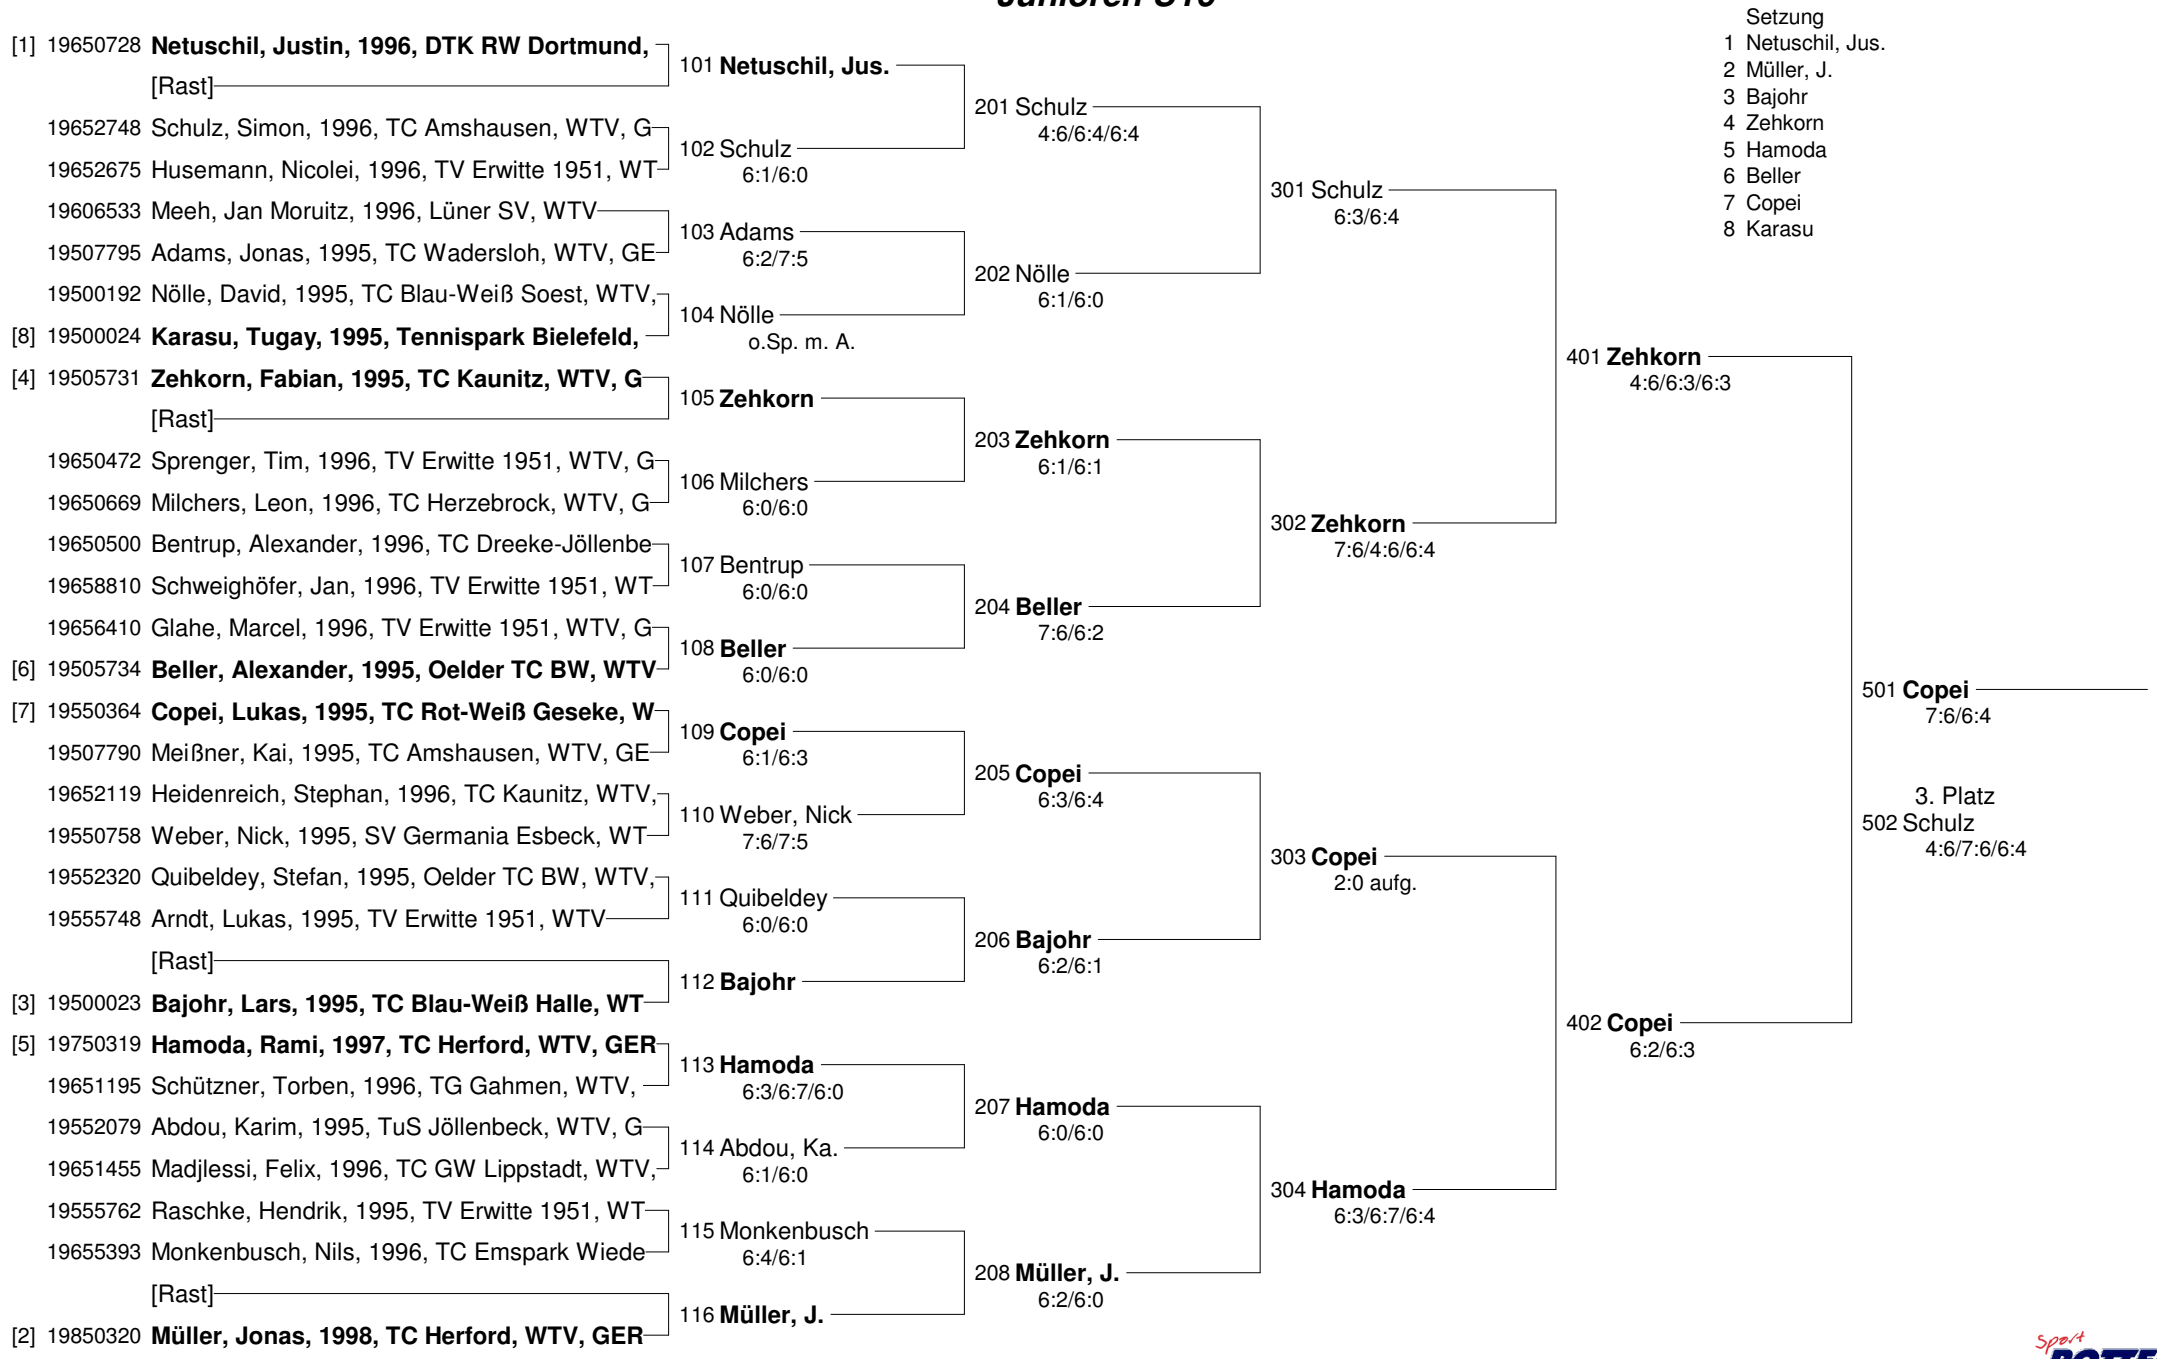 Setzung
1 Netuschil, Jus.
2 Müller, J.
3 Bajohr
4 Zehkorn
5 Hamoda
6 Beller
7 Copei
8 Karasu
[1] 19650728 Netuschil, Justin, 1996, DTK RW Dortmund,
[Rast]
19652748 Schulz, Simon, 1996, TC Amshausen, WTV, G
19652675 Husemann, Nicolei, 1996, TV Erwitte 1951, WT
19606533 Meeh, Jan Moruitz, 1996, Lüner SV, WTV
19507795 Adams, Jonas, 1995, TC Wadersloh, WTV, GE
19500192 Nölle, David, 1995, TC Blau-Weiß Soest, WTV,
[8] 19500024 Karasu, Tugay, 1995, Tennispark Bielefeld,
[4] 19505731 Zehkorn, Fabian, 1995, TC Kaunitz, WTV, G
[Rast]
19650472 Sprenger, Tim, 1996, TV Erwitte 1951, WTV, G
19650669 Milchers, Leon, 1996, TC Herzebrock, WTV, G
19650500 Bentrup, Alexander, 1996, TC Dreeke-Jöllenbe
19658810 Schweighöfer, Jan, 1996, TV Erwitte 1951, WT
19656410 Glahe, Marcel, 1996, TV Erwitte 1951, WTV, G
[6] 19505734 Beller, Alexander, 1995, Oelder TC BW, WTV
[7] 19550364 Copei, Lukas, 1995, TC Rot-Weiß Geseke, W
19507790 Meißner, Kai, 1995, TC Amshausen, WTV, GE
19652119 Heidenreich, Stephan, 1996, TC Kaunitz, WTV,
19550758 Weber, Nick, 1995, SV Germania Esbeck, WT
19552320 Quibeldey, Stefan, 1995, Oelder TC BW, WTV,
19555748 Arndt, Lukas, 1995, TV Erwitte 1951, WTV
[Rast]
[3] 19500023 Bajohr, Lars, 1995, TC Blau-Weiß Halle, WT
[5] 19750319 Hamoda, Rami, 1997, TC Herford, WTV, GER
19651195 Schützner, Torben, 1996, TG Gahmen, WTV,
19552079 Abdou, Karim, 1995, TuS Jöllenbeck, WTV, G
19651455 Madjlessi, Felix, 1996, TC GW Lippstadt, WTV,
19555762 Raschke, Hendrik, 1995, TV Erwitte 1951, WT
19655393 Monkenbusch, Nils, 1996, TC Emspark Wiede
[Rast]
[2] 19850320 Müller, Jonas, 1998, TC Herford, WTV, GER
101 Netuschil, Jus.
102 Schulz
6:1/6:0
103 Adams
6:2/7:5
104 Nölle
o.Sp. m. A.
105 Zehkorn
106 Milchers
6:0/6:0
107 Bentrup
6:0/6:0
108 Beller
6:0/6:0
109 Copei
6:1/6:3
110 Weber, Nick
7:6/7:5
111 Quibeldey
6:0/6:0
112 Bajohr
113 Hamoda
6:3/6:7/6:0
114 Abdou, Ka.
6:1/6:0
115 Monkenbusch
6:4/6:1
116 Müller, J.
201 Schulz
4:6/6:4/6:4
202 Nölle
6:1/6:0
203 Zehkorn
6:1/6:1
204 Beller
7:6/6:2
205 Copei
6:3/6:4
206 Bajohr
6:2/6:1
207 Hamoda
6:0/6:0
208 Müller, J.
6:2/6:0
301 Schulz
6:3/6:4
302 Zehkorn
7:6/4:6/6:4
303 Copei
2:0 aufg.
304 Hamoda
6:3/6:7/6:4
401 Zehkorn
4:6/6:3/6:3
402 Copei
6:2/6:3
501 Copei
7:6/6:4
3. Platz
502 Schulz
4:6/7:6/6:4
Sport